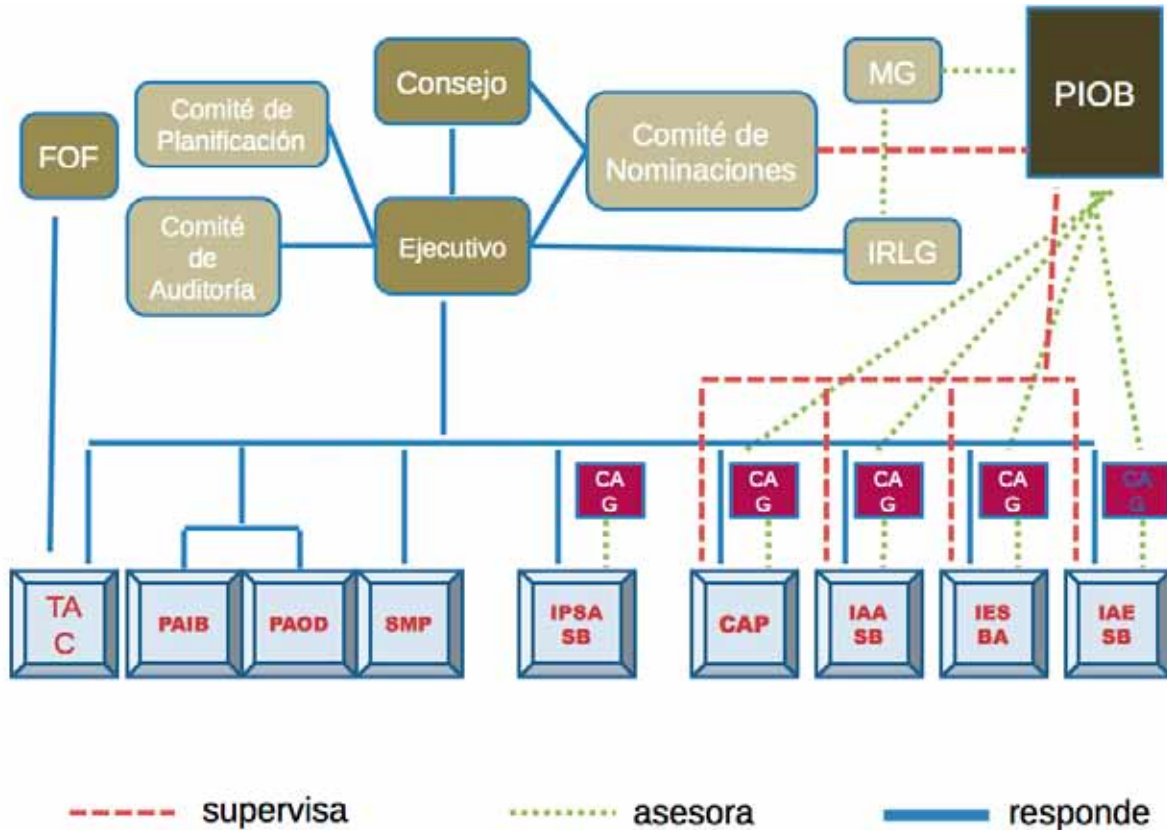 Consejo
MG
PIOB
Comité de
Planificación
FOF
Comité de
Nominaciones
Comité
de
Auditoría
Ejecutivo
IRLG
CA
G
CA
G
CA
G
CA
G
CA
G
TA
C
PAIB
PAOD
SMP
IPSA
SB
CAP
IAA
SB
IES
BA
IAE
SB
supervisa
asesora
responde